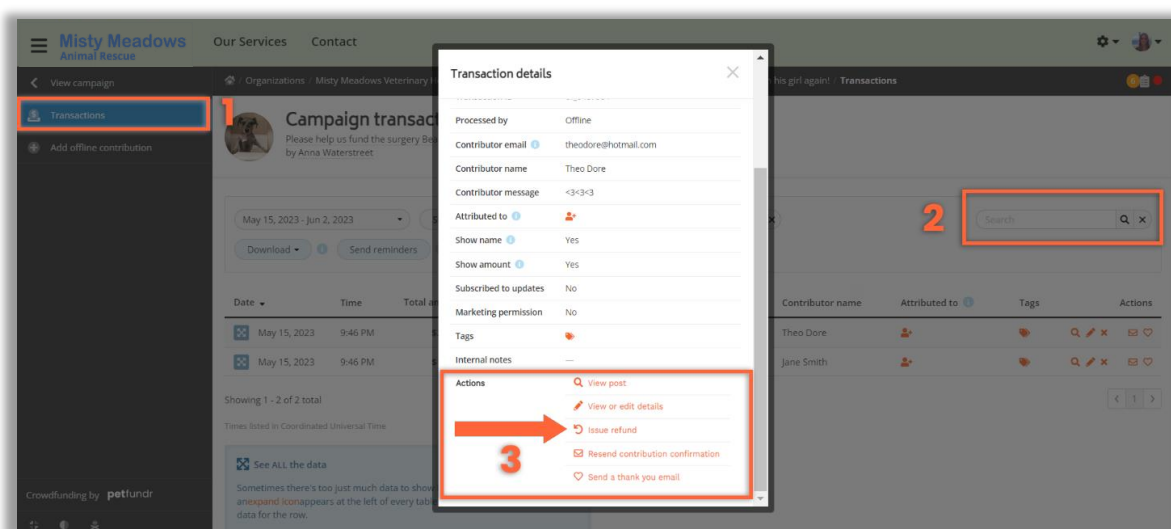 Misty Meadows
Animal Rescue
Our Services Contact
View campaign
/ Organizations / Misty Meadows Veterinary
his girl again! / Transactions
Transactions
Add offline contribution
1
Campaign transact
Please help us fund the surgery
by Anna Waterstreet
May 15, 2023 - Jun 2, 2023
Download
Send reminders
2
Search
Date Time Total Contributor name Attributed to Tags Actions
May 15, 2023 9:46 PM Theo Dore
May 15, 2023 9:46 PM Jane Smith
Showing 1 - 2 of 2 total
1
Times listed in Coordinated Universal Time
See ALL the data
Sometimes there's too just much data to show
anexpand iconappears at the left of every table
data for the row.
Crowdfunding by petfundr
Transaction details
Processed by Offline
Contributor email theodore@hotmail.com
Contributor name Theo Dore
Contributor message <3<3<3
Attributed to
Show name Yes
Show amount Yes
Subscribed to updates No
Marketing permission No
Tags
Internal notes —
Actions
View post
View or edit details
Issue refund
Resend contribution confirmation
Send a thank you email
3